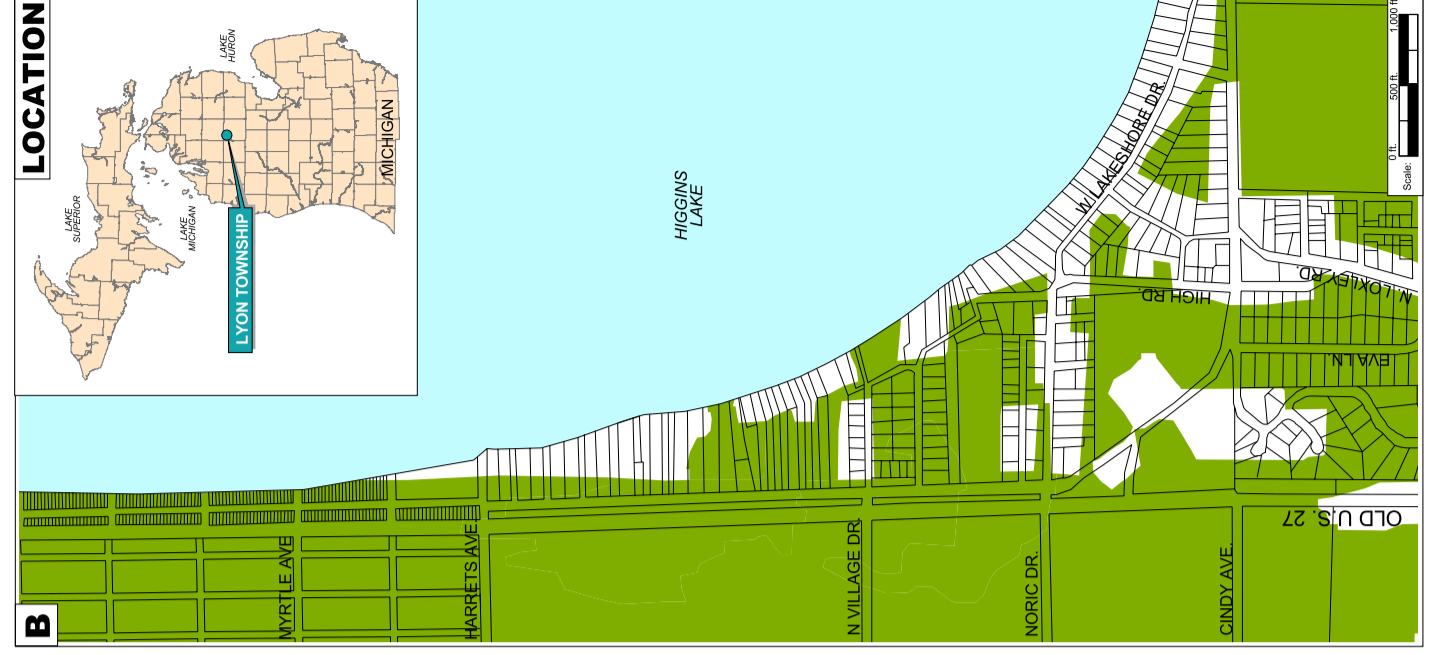 LOCATION
LAKE
SUPERIOR
LAKE
MICHIGAN
LAKE
HURON
MICHIGAN
LYON TOWNSHIP
B
HIGGINS
LAKE
W LAKESHORE DR.
HIGH RD.
N. LOXLEY RD.
EVA LN.
OLD U.S. 27
MYRTLE AVE
HARRETS AVE.
N VILLAGE DR.
NORIC DR.
CINDY AVE.
Scale:
0 ft.
500 ft.
1,000 ft.